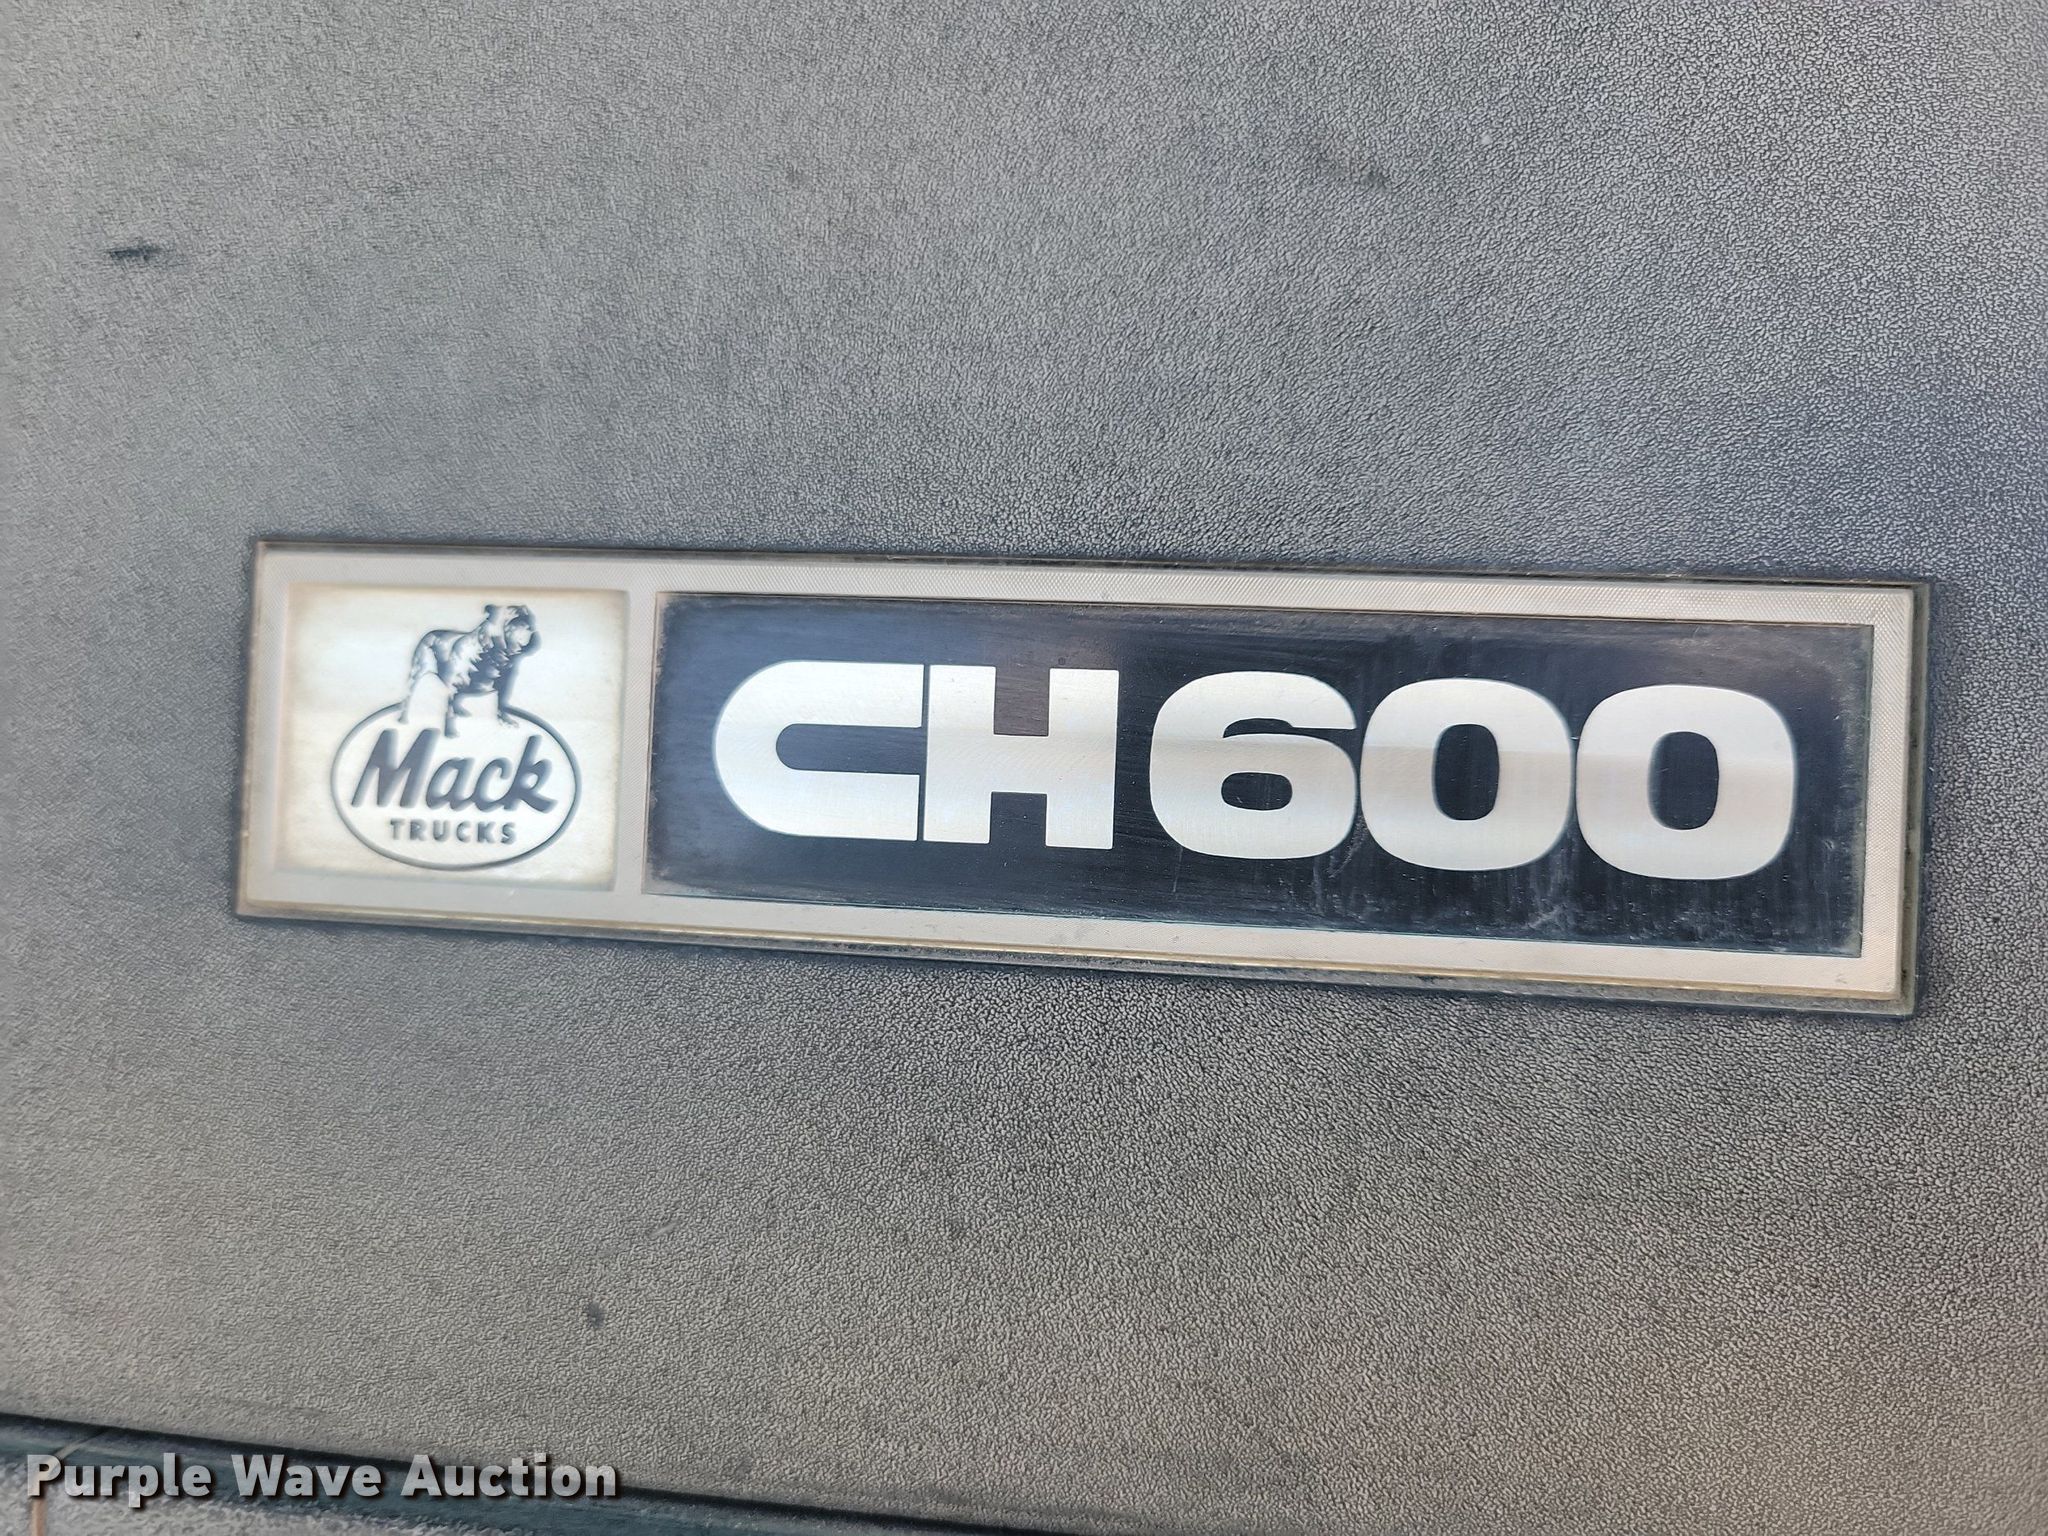 Mack
TRUCKS
CH600
Purple Wave Auction